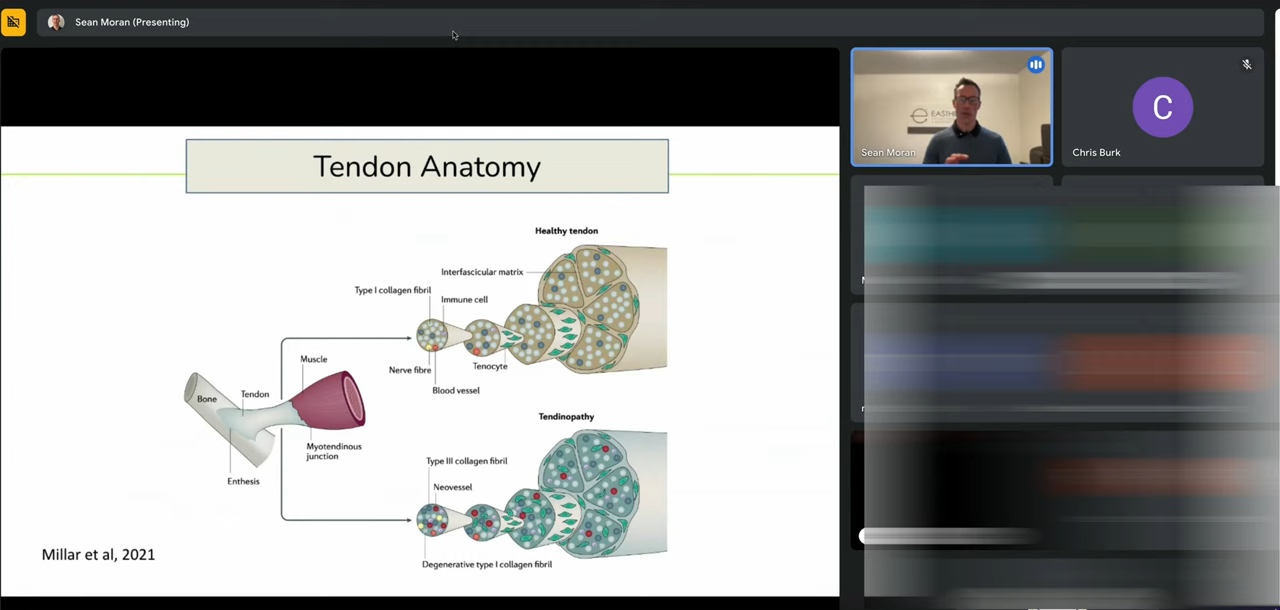 Sean Moran (Presenting)
Tendon Anatomy
Healthy tendon
Interfascicular matrix
Type I collagen fibril
Immune cell
Nerve fibre
Tenocyte
Blood vessel
Muscle
Bone
Tendon
Myotendinous
junction
Enthesis
Tendinopathy
Type III collagen fibril
Neovessel
Degenerative type I collagen fibril
Millar et al, 2021
Sean Moran
C
Chris Burk